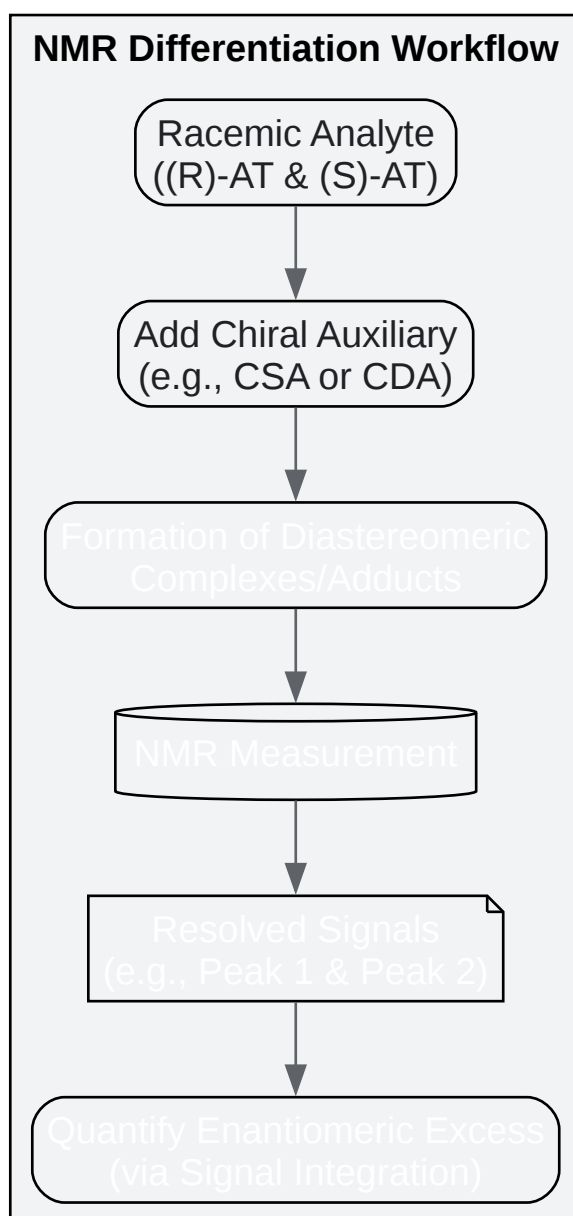 NMR Differentiation Workflow
Racemic Analyte
((R)-AT & (S)-AT)
Add Chiral Auxiliary
(e.g., CSA or CDA)
Formation of Diastereomeric
Complexes/Adducts
NMR Measurement
Resolved Signals
(e.g., Peak 1 & Peak 2)
Quantify Enantiomeric Excess
(via Signal Integration)